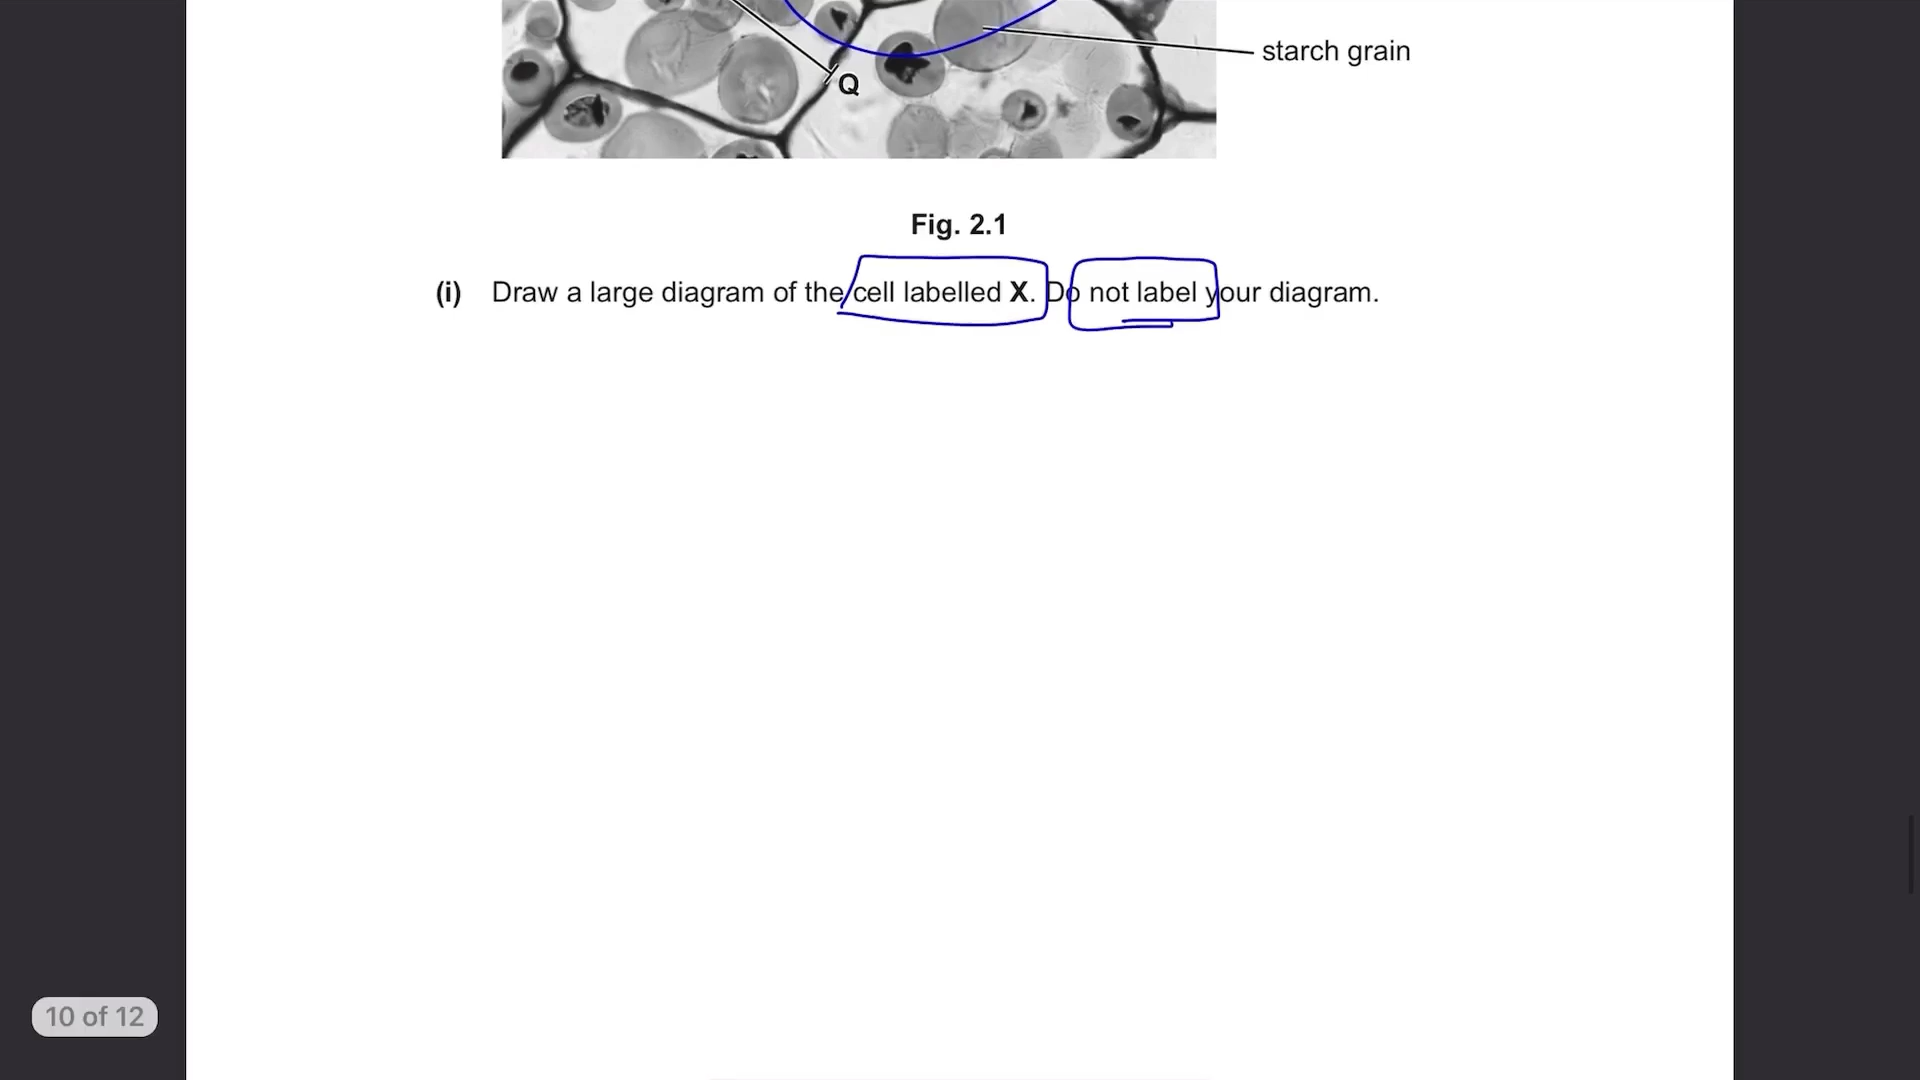 starch grain
Q
Fig. 2.1
(i) Draw a large diagram of the cell labelled X. Do not label your diagram.
10 of 12